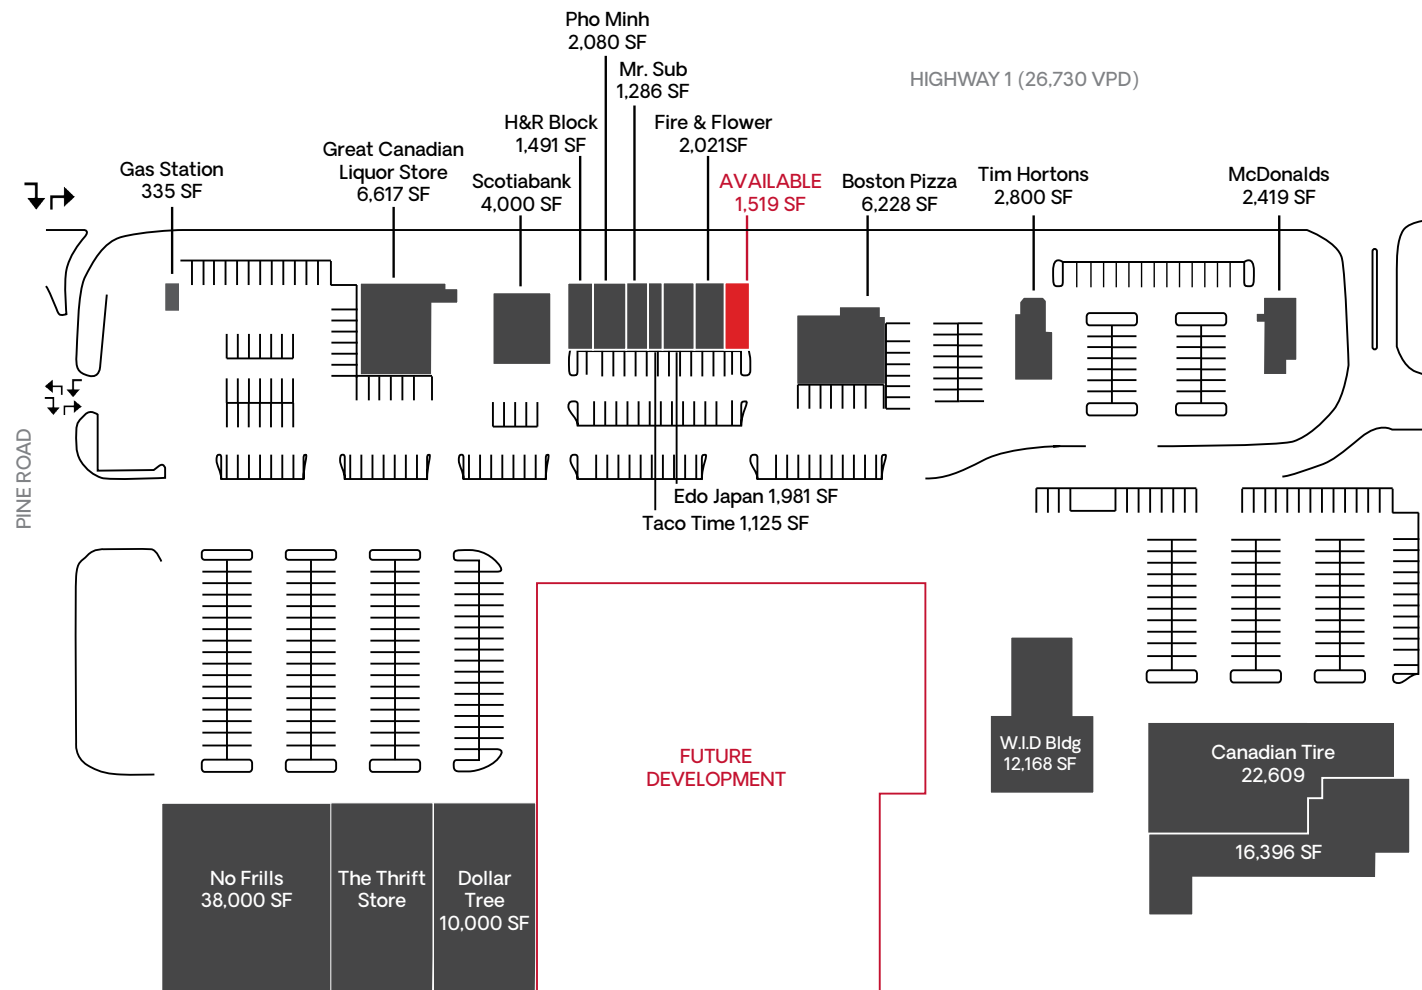 Pho Minh
2,080 SF
HIGHWAY 1 (26,730 VPD)
Mr. Sub
1,286 SF
H&R Block
1,491 SF
Fire & Flower
2,021SF
Great Canadian
Liquor Store
6,617 SF
Gas Station
335 SF
Scotiabank
4,000 SF
AVAILABLE
1,519 SF
Boston Pizza
6,228 SF
Tim Hortons
2,800 SF
McDonalds
2,419 SF
PINE ROAD
Edo Japan 1,981 SF
Taco Time 1,125 SF
FUTURE
DEVELOPMENT
W.I.D Bldg
12,168 SF
Canadian Tire
22,609
16,396 SF
No Frills
38,000 SF
The Thrift
Store
Dollar
Tree
10,000 SF